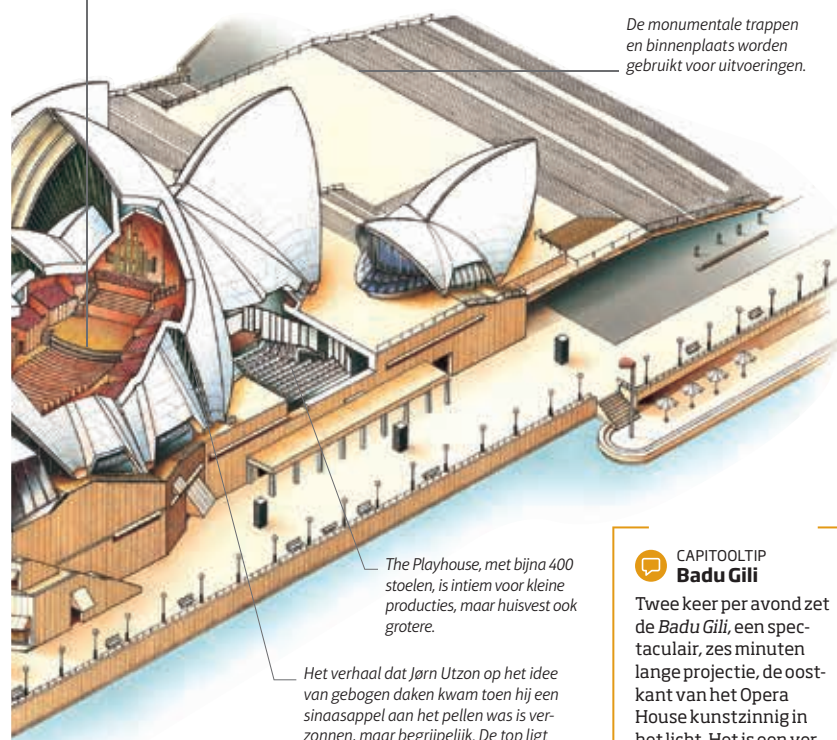 De monumentale trappen
en binnenplaats worden
gebruikt voor uitvoeringen.
The Playhouse, met bijna 400
stoelen, is intiem voor kleine
producties, maar huisvest ook
grotere.
Het verhaal dat Jørn Utzon op het idee
van gebogen daken kwam toen hij een
sinaasappel aan het pellen was is ver-
zonnen, maar begrijpelijk. De top ligt
CAPITOOLTIP
Badu Gili
Twee keer per avond zet
de Badu Gili, een spec-
taculair, zes minuten
lange projectie, de oost-
kant van het Opera
House kunstzinnig in
het licht. Het is een ver